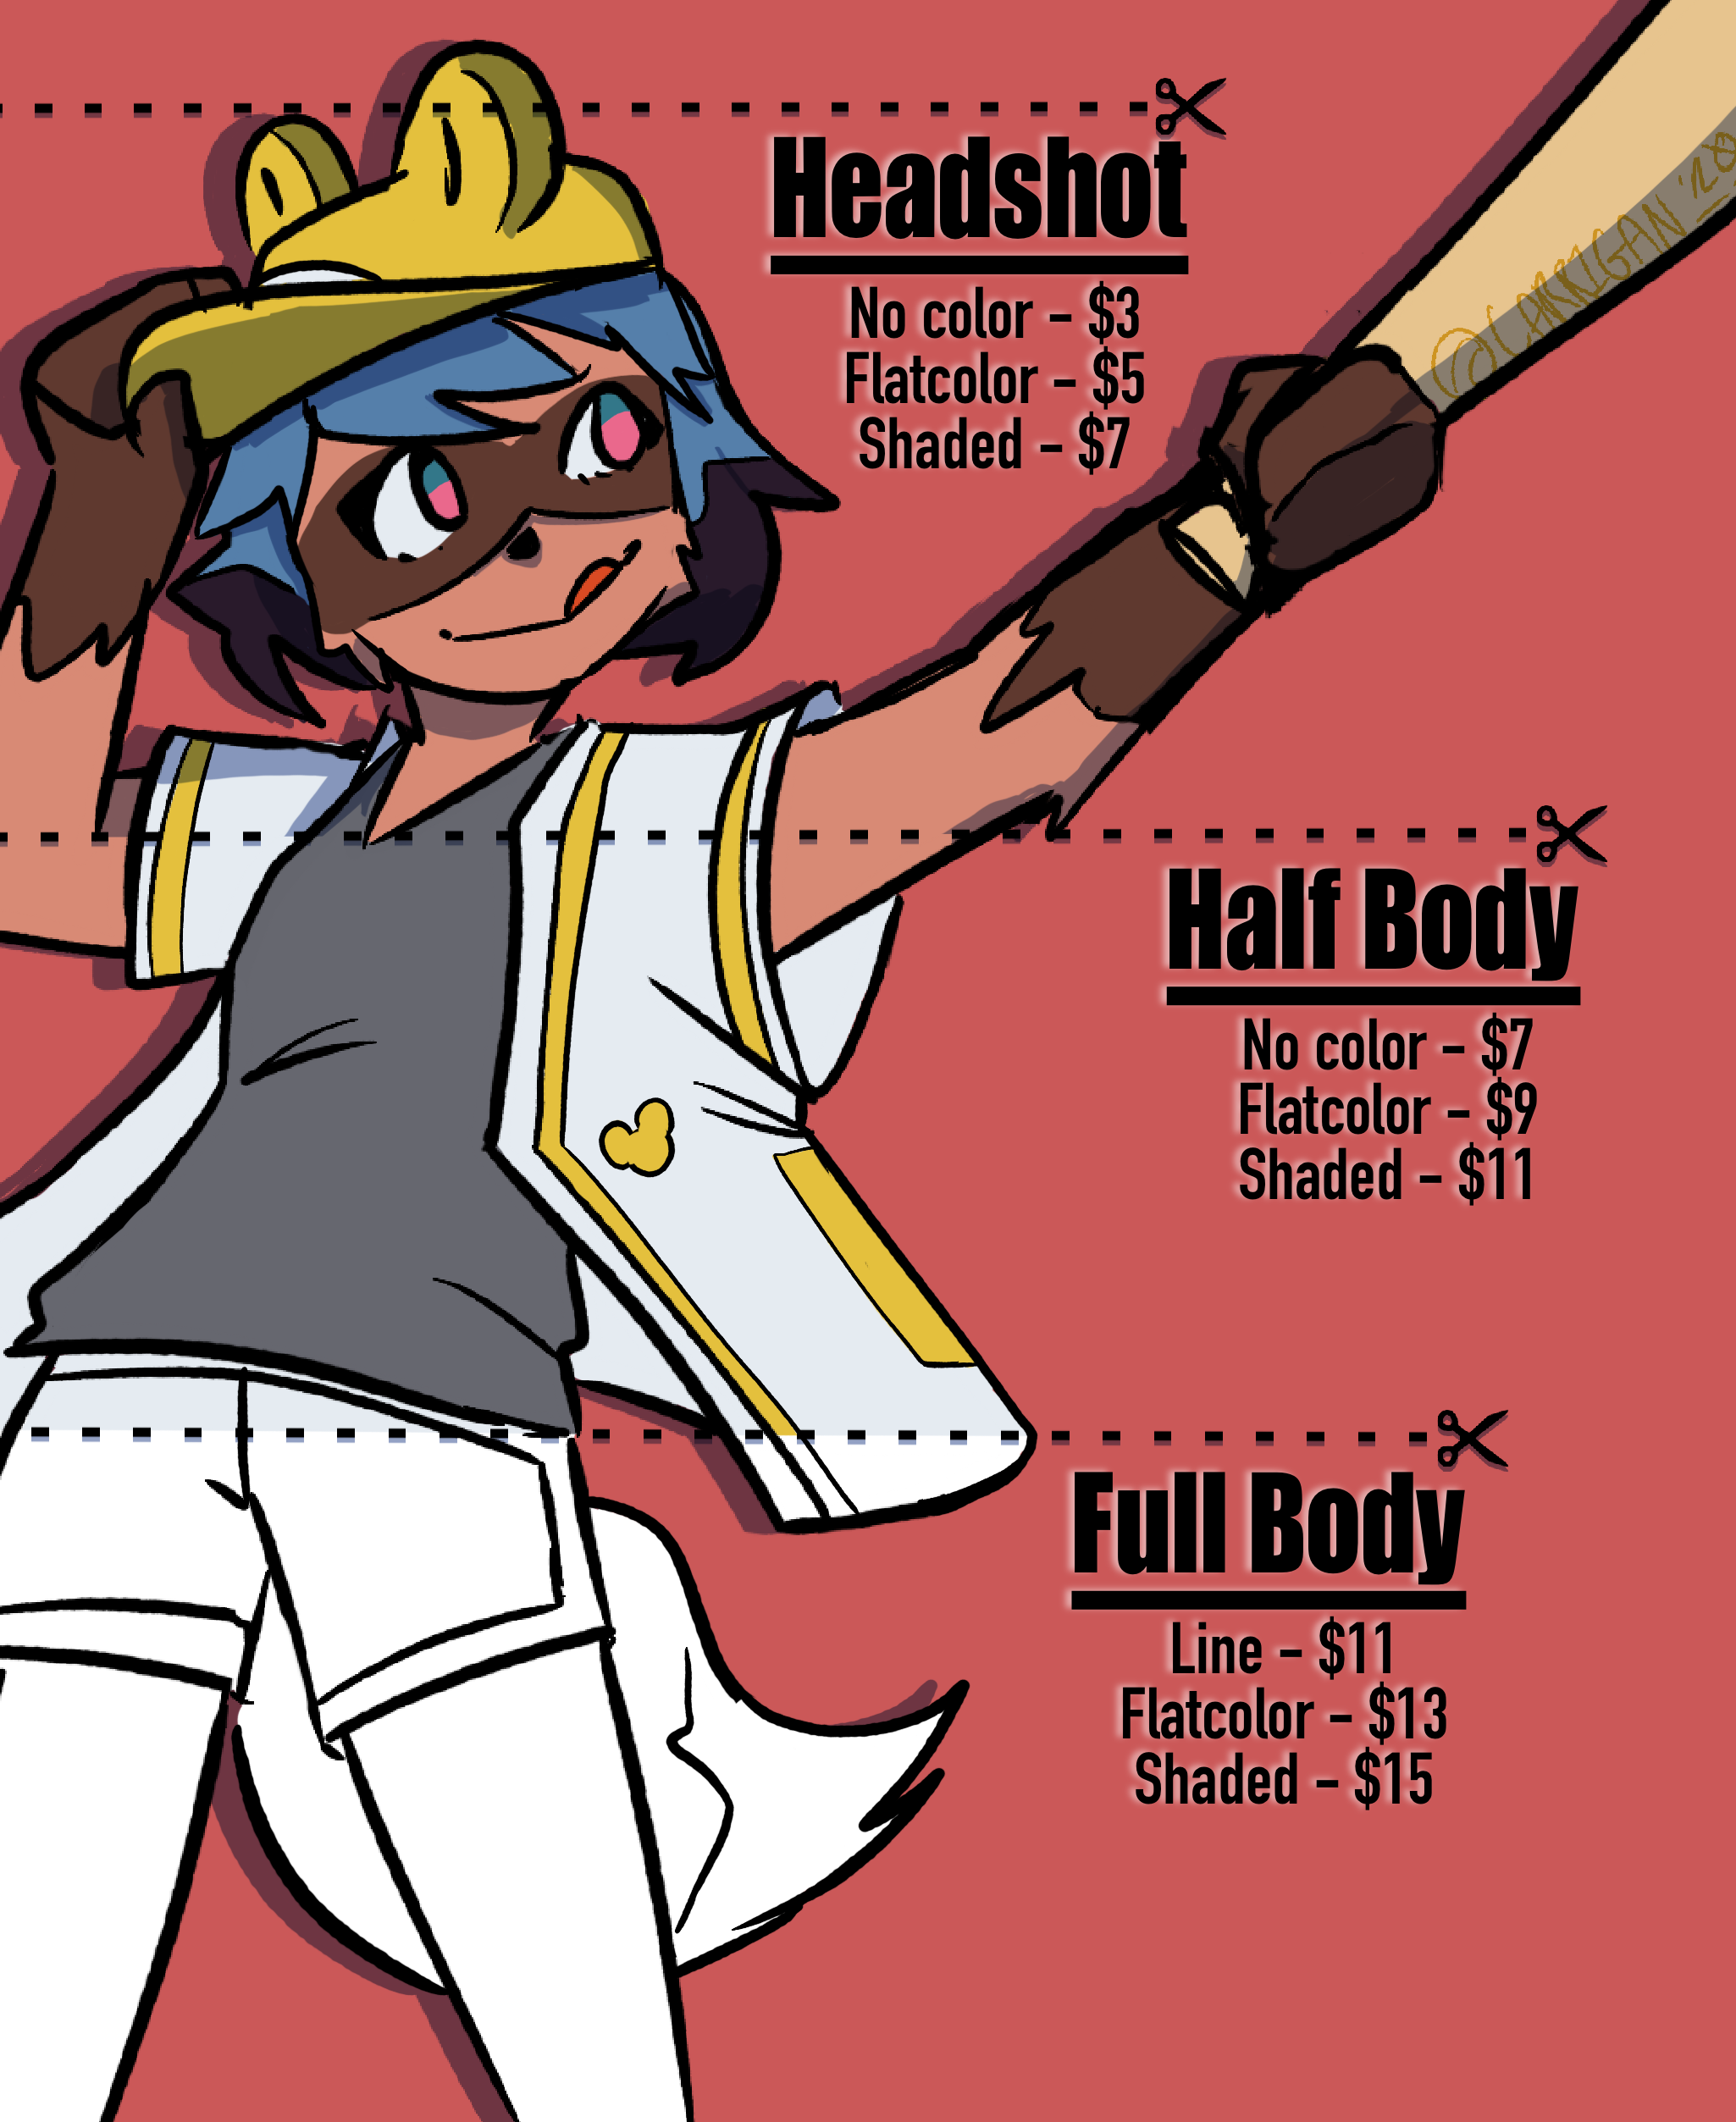 Headshot
No color – $3
Flatcolor – $5
Shaded – $7
Half Body
No color – $7
Flatcolor – $9
Shaded – $11
Full Body
Line – $11
Flatcolor – $13
Shaded – $15